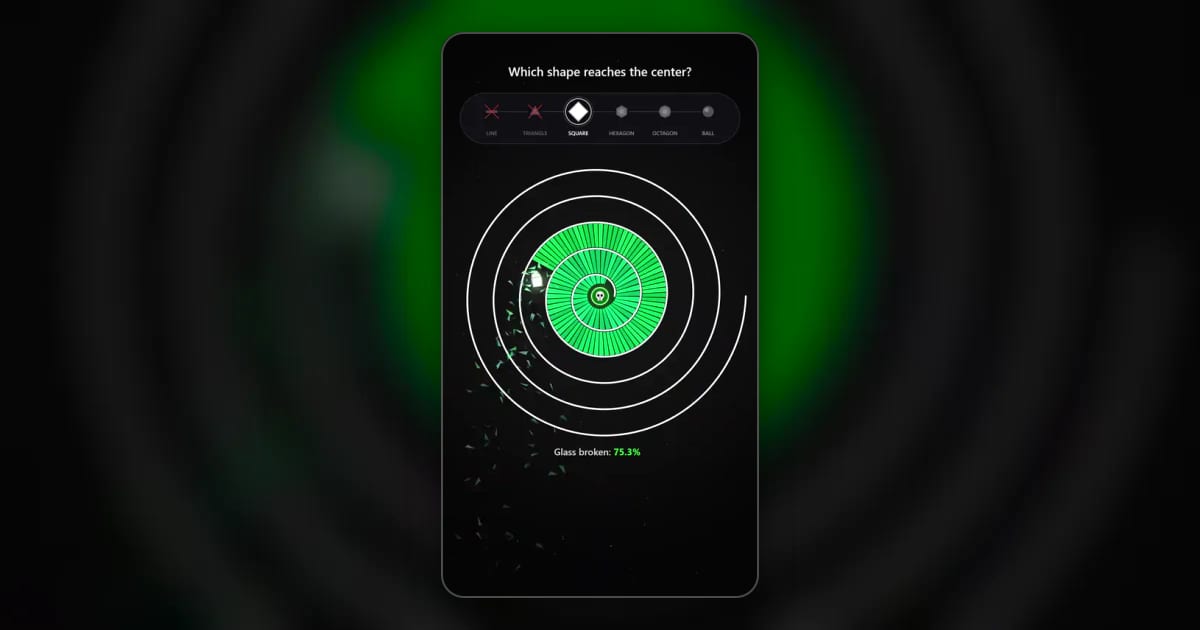 Which shape reaches the center?
LINE TRIANGLE SQUARE HEXAGON OCTAGON BALL
Glass broken: 75.3%